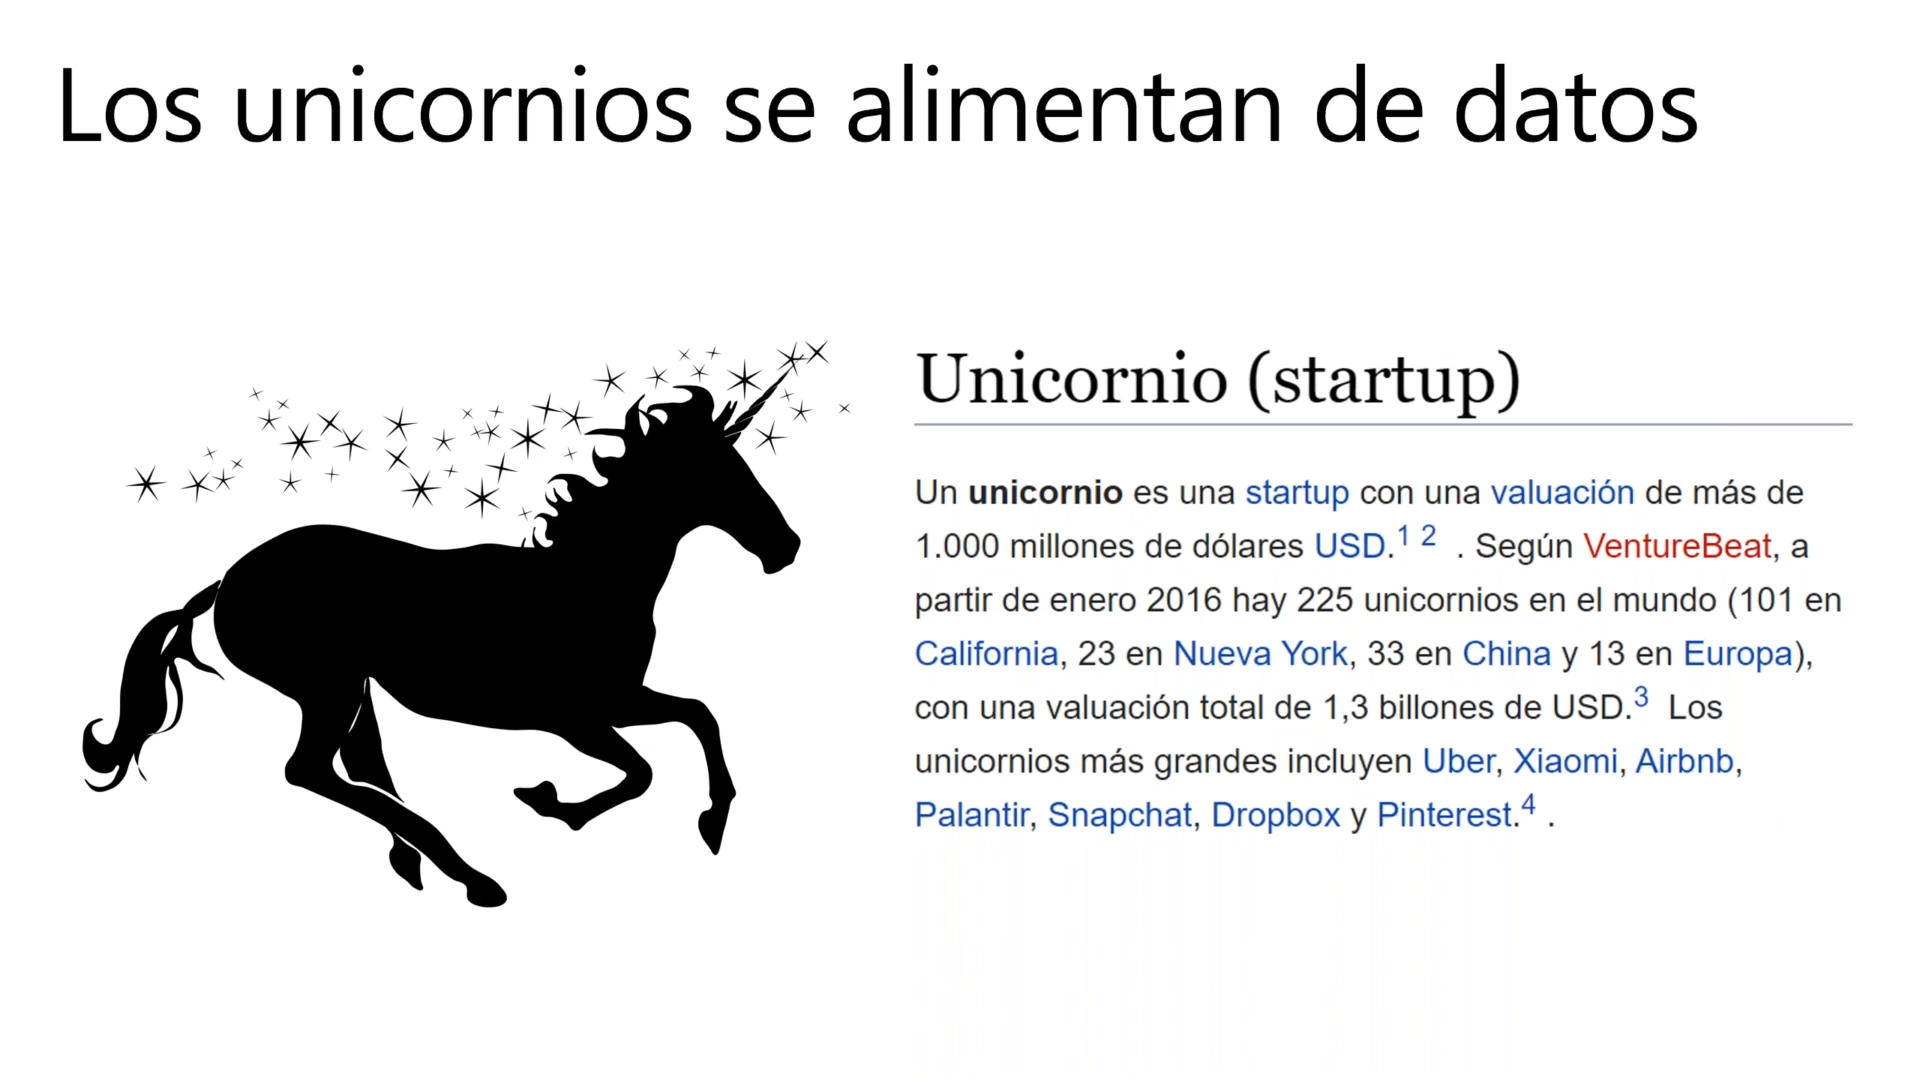 Los unicornios se alimentan de datos
Unicornio (startup)
Un unicornio es una startup con una valuación de más de
1.000 millones de dólares USD.1 2 . Según VentureBeat, a
partir de enero 2016 hay 225 unicornios en el mundo (101 en
California, 23 en Nueva York, 33 en China y 13 en Europa),
con una valuación total de 1,3 billones de USD.3 Los
unicornios más grandes incluyen Uber, Xiaomi, Airbnb,
Palantir, Snapchat, Dropbox y Pinterest.4 .